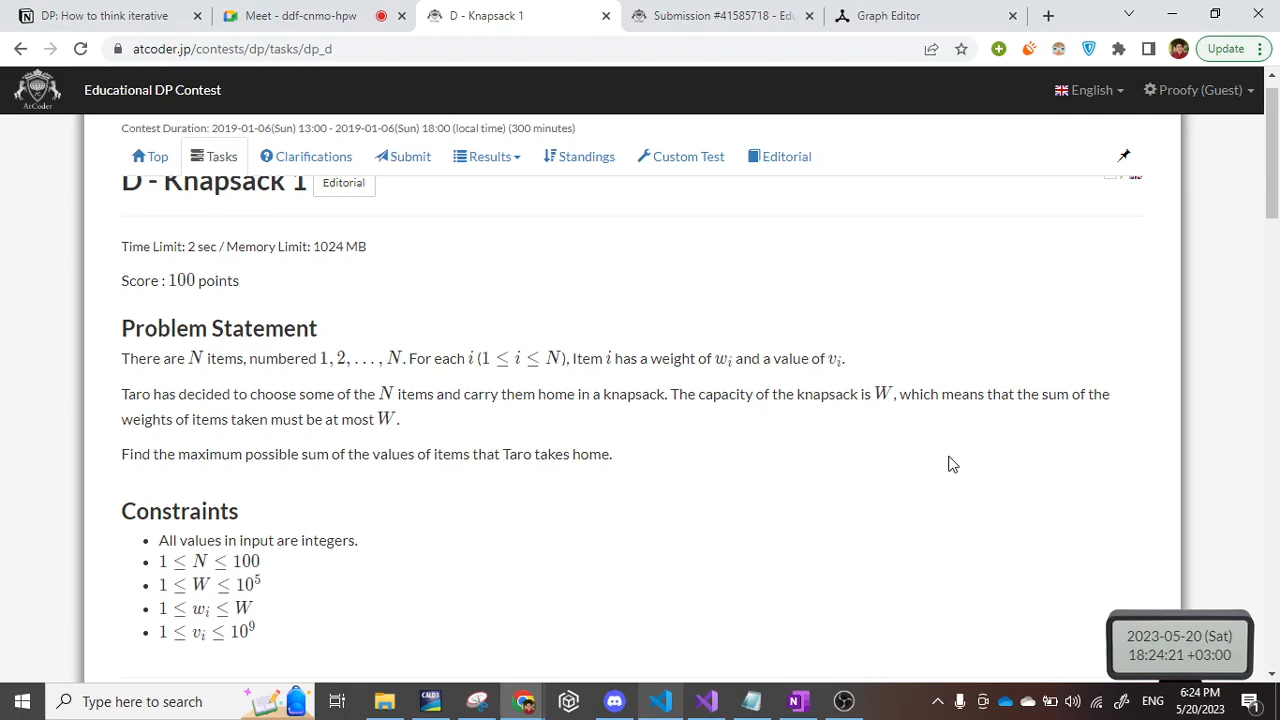 DP: How to think iterative
Meet - ddf-cnmo-hpw
D - Knapsack 1
Submission #41585718 - Edu
Graph Editor
atcoder.jp/contests/dp/tasks/dp_d
Update
AtCoder
Educational DP Contest
English
Proofy (Guest)
Contest Duration: 2019-01-06(Sun) 13:00 - 2019-01-06(Sun) 18:00 (local time) (300 minutes)
Top
Tasks
Clarifications
Submit
Results
Standings
Custom Test
Editorial
D - Knapsack 1
Editorial
Time Limit: 2 sec / Memory Limit: 1024 MB
Score : 100 points
Problem Statement
There are N items, numbered 1, 2, . . . , N. For each i (1 ≤ i ≤ N), Item i has a weight of wᵢ and a value of vᵢ.
Taro has decided to choose some of the N items and carry them home in a knapsack. The capacity of the knapsack is W, which means that the sum of the
weights of items taken must be at most W.
Find the maximum possible sum of the values of items that Taro takes home.
Constraints
• All values in input are integers.
• 1 ≤ N ≤ 100
• 1 ≤ W ≤ 10⁵
• 1 ≤ wᵢ ≤ W
• 1 ≤ vᵢ ≤ 10⁹
2023-05-20 (Sat)
18:24:21 +03:00
Type here to search
CALD3
ENG
6:24 PM
5/20/2023
1